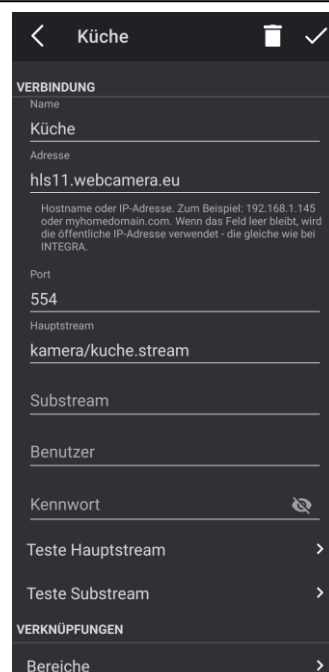 Küche
VERBINDUNG
Name
Küche
Adresse
hls11.webcamera.eu
Hostname oder IP-Adresse. Zum Beispiel: 192.168.1.145
oder myhomedomain.com. Wenn das Feld leer bleibt, wird
die öffentliche IP-Adresse verwendet - die gleiche wie bei
INTEGRA.
Port
554
Hauptstream
kamera/kuche.stream
Substream
Benutzer
Kennwort
Teste Hauptstream
Teste Substream
VERKNÜPFUNGEN
Bereiche